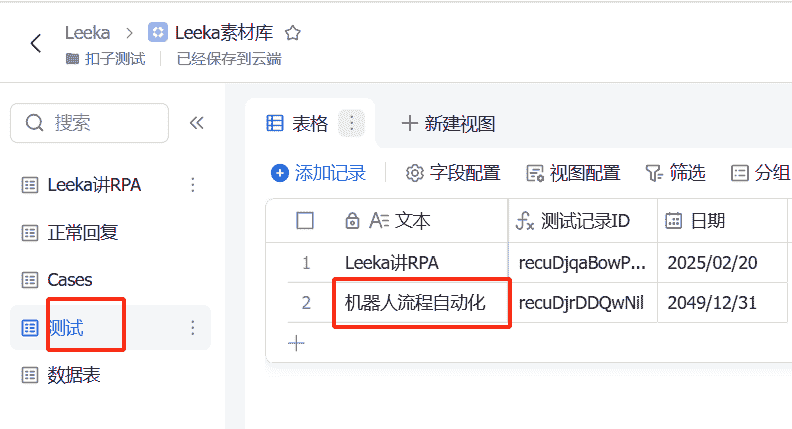 Leeka > Leeka素材库
扣子测试 | 已经保存到云端
搜索
Leeka讲RPA
正常回复
Cases
测试
数据表
表格
新建视图
添加记录 字段配置 视图配置 筛选 分组
文本 测试记录ID 日期
1 Leeka讲RPA recuDjqaBowP... 2025/02/20
2 机器人流程自动化 recuDjrDDQwNil 2049/12/31